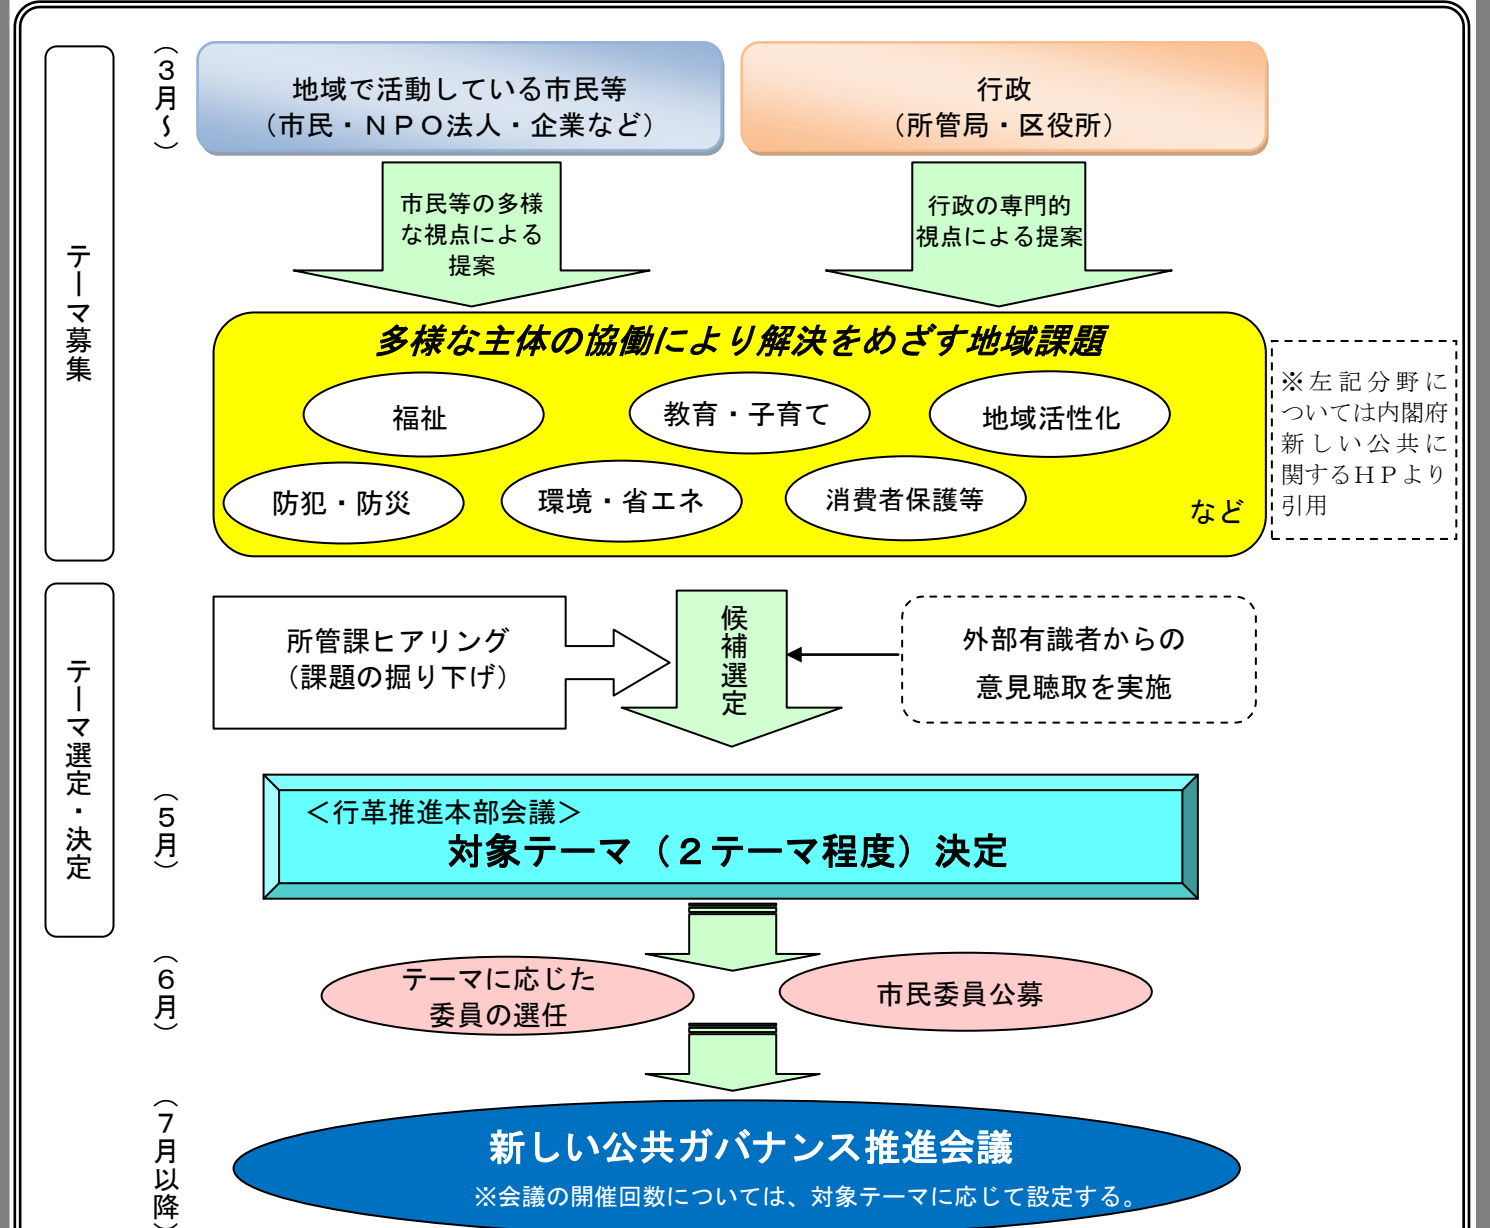 テーマ募集
（３月～）
地域で活動している市民等
（市民・ＮＰＯ法人・企業など）
行政
（所管局・区役所）
市民等の多様
な視点による
提案
行政の専門的
視点による提案
多様な主体の協働により解決をめざす地域課題
福祉
教育・子育て
地域活性化
防犯・防災
環境・省エネ
消費者保護等
など
※左記分野に
ついては内閣府
新しい公共に
関するＨＰより
引用
テーマ選定・決定
所管課ヒアリング
（課題の掘り下げ）
候補選定
外部有識者からの
意見聴取を実施
（５月）
＜行革推進本部会議＞
対象テーマ（２テーマ程度）決定
（６月）
テーマに応じた
委員の選任
市民委員公募
（７月以降）
新しい公共ガバナンス推進会議
※会議の開催回数については、対象テーマに応じて設定する。